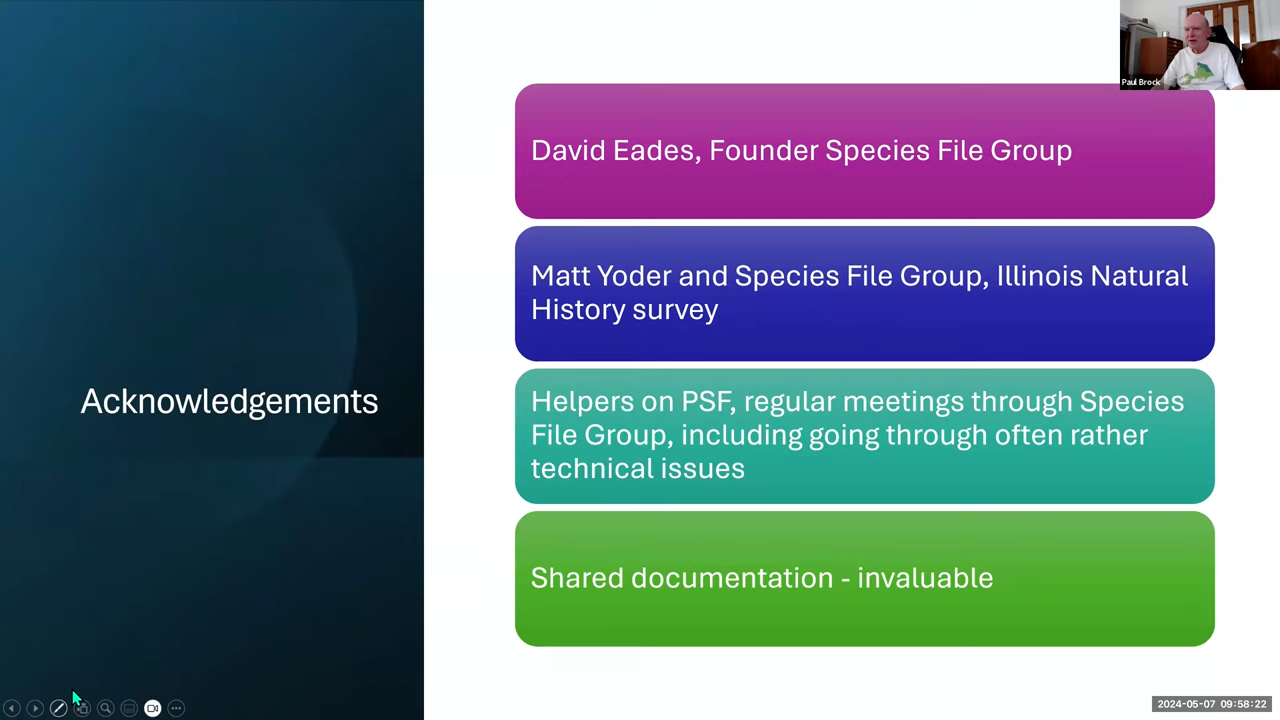 Paul Brock
Acknowledgements
David Eades, Founder Species File Group
Matt Yoder and Species File Group, Illinois Natural
History survey
Helpers on PSF, regular meetings through Species
File Group, including going through often rather
technical issues
Shared documentation - invaluable
2024-05-07 09:58:22